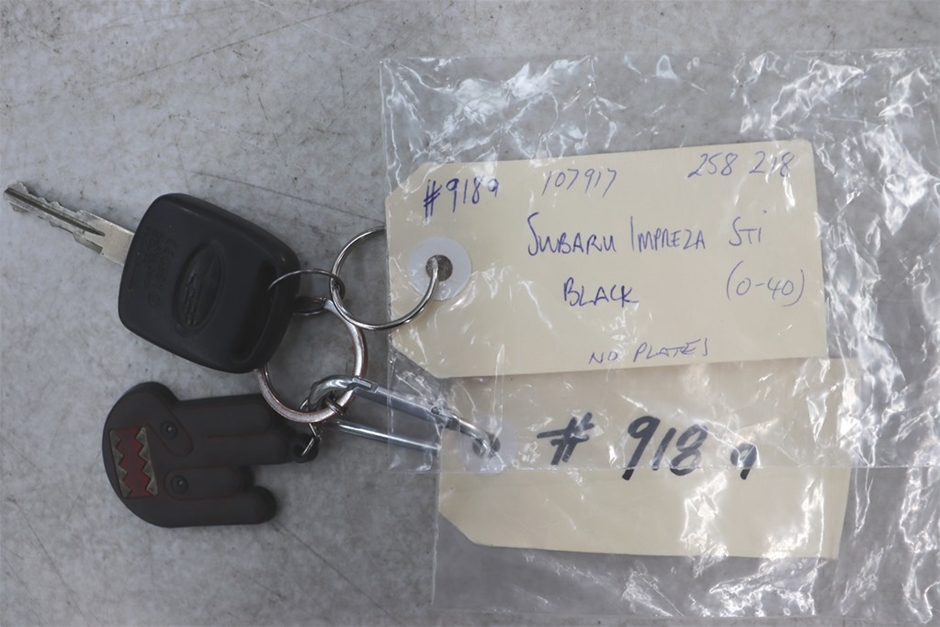 #9189 107917 258 218
SUBARU IMPREZA STi
BLACK (0-40)
NO PLATES
# 9189